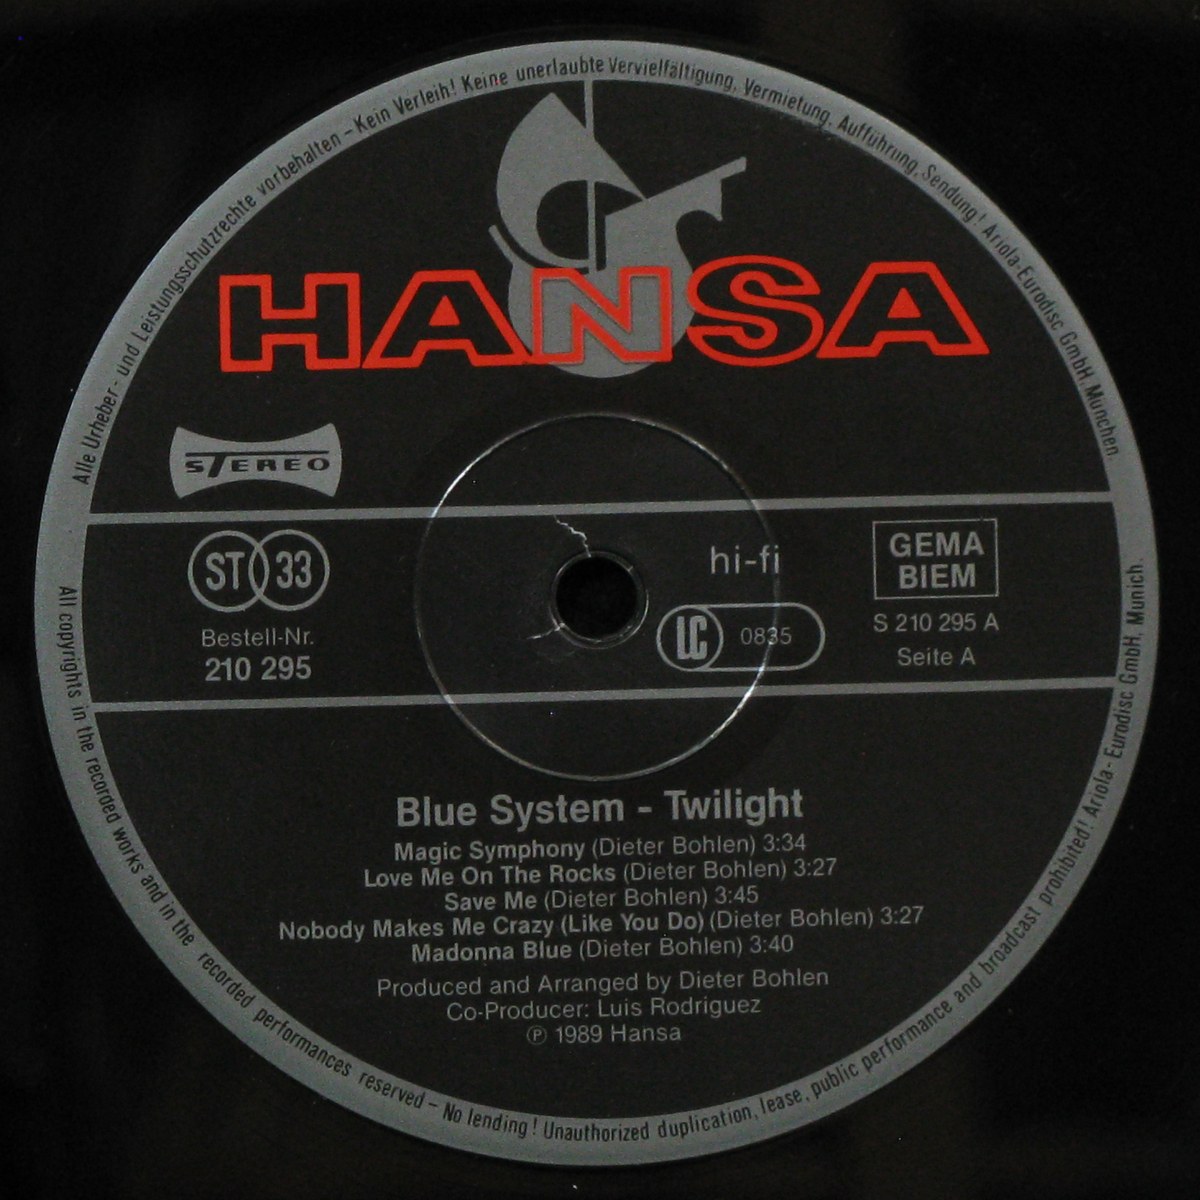 Alle Urheber- und Leistungsschutzrechte vorbehalten – Kein Verleih! Keine unerlaubte Vervielfältigung, Vermietung, Aufführung, Sendung! Ariola-Eurodisc GmbH, München.
HANSA
STEREO
ST 33
Bestell-Nr.
210 295
hi-fi
LC 0835
GEMA
BIEM
S 210 295 A
Seite A
Blue System - Twilight
Magic Symphony (Dieter Bohlen) 3:34
Love Me On The Rocks (Dieter Bohlen) 3:27
Save Me (Dieter Bohlen) 3:45
Nobody Makes Me Crazy (Like You Do) (Dieter Bohlen) 3:27
Madonna Blue (Dieter Bohlen) 3:40
Produced and Arranged by Dieter Bohlen
Co-Producer: Luis Rodriguez
Ⓟ 1989 Hansa
All copyrights in the recorded works and in the recorded performances reserved – No lending! Unauthorized duplication, lease, public performance and broadcast prohibited! Ariola-Eurodisc GmbH, Munich.